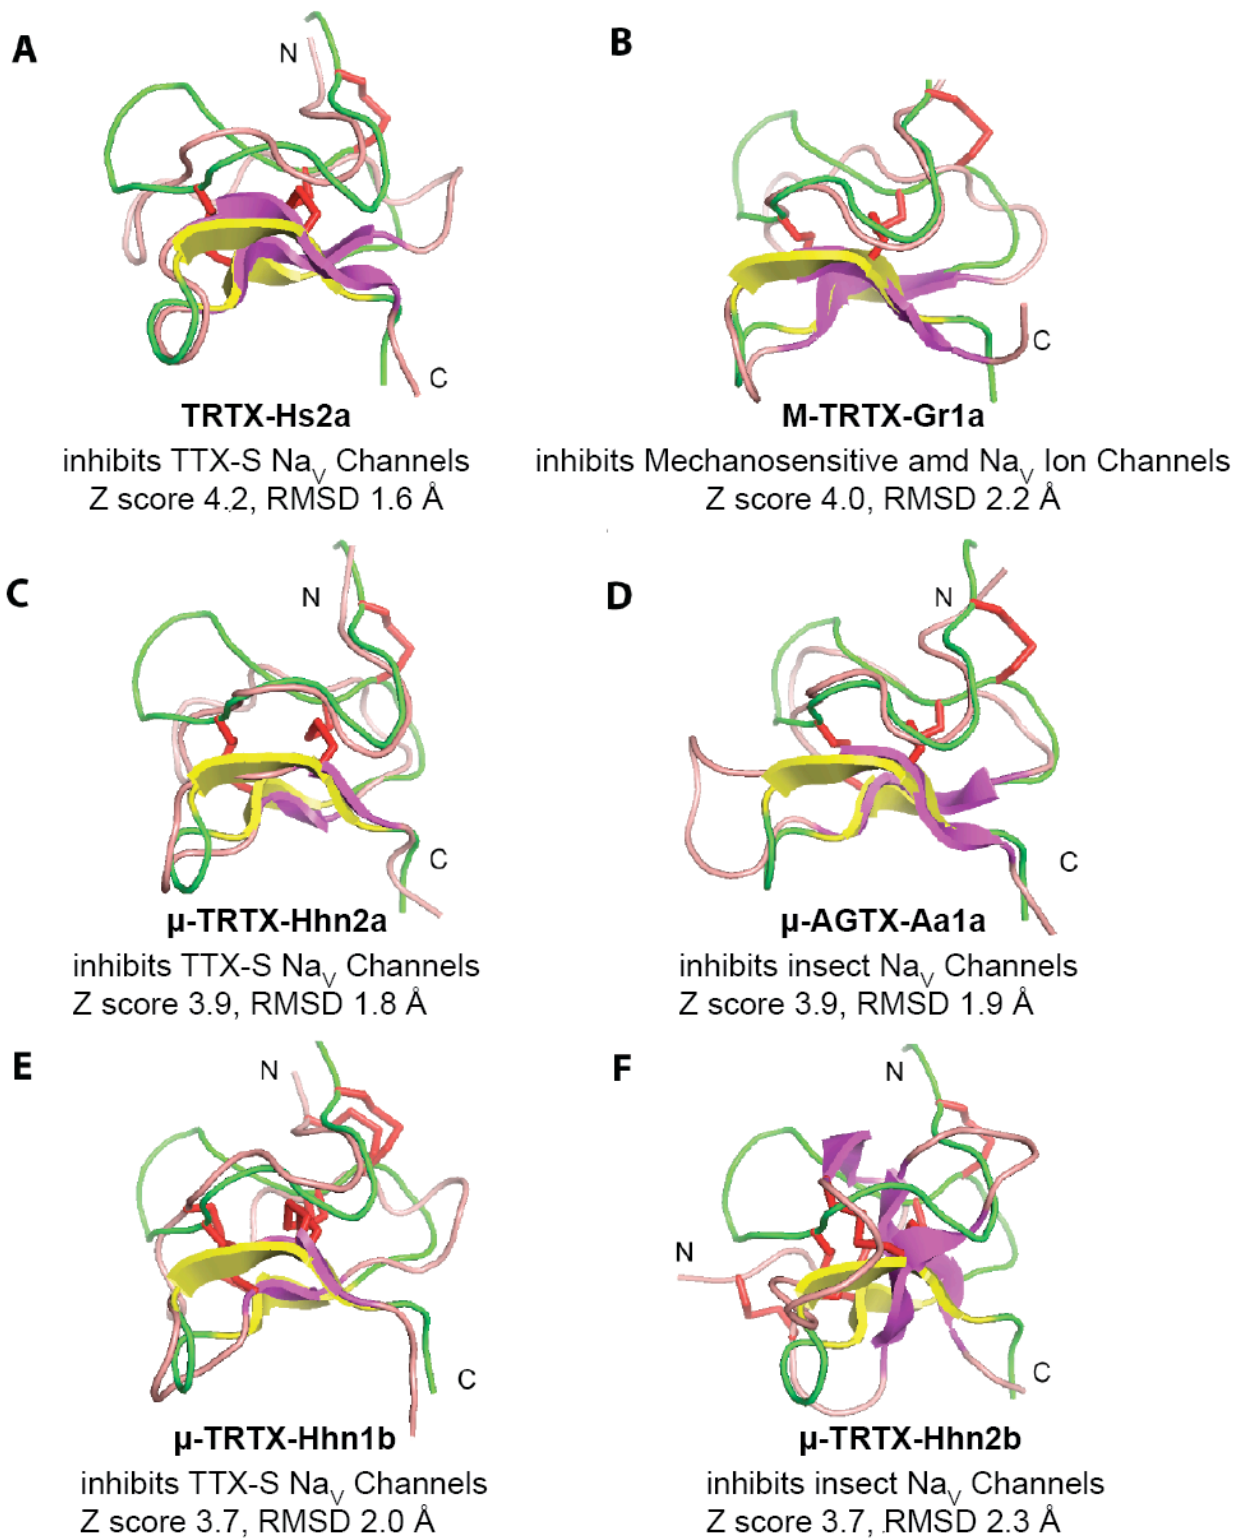 A
B
N
C
TRTX-Hs2a
inhibits TTX-S NaV Channels
Z score 4.2, RMSD 1.6 Å
C
M-TRTX-Gr1a
inhibits Mechanosensitive amd NaV Ion Channels
Z score 4.0, RMSD 2.2 Å
C
D
N
C
μ-TRTX-Hhn2a
inhibits TTX-S NaV Channels
Z score 3.9, RMSD 1.8 Å
N
C
μ-AGTX-Aa1a
inhibits insect NaV Channels
Z score 3.9, RMSD 1.9 Å
E
F
N
C
μ-TRTX-Hhn1b
inhibits TTX-S NaV Channels
Z score 3.7, RMSD 2.0 Å
N
N
C
μ-TRTX-Hhn2b
inhibits insect NaV Channels
Z score 3.7, RMSD 2.3 Å